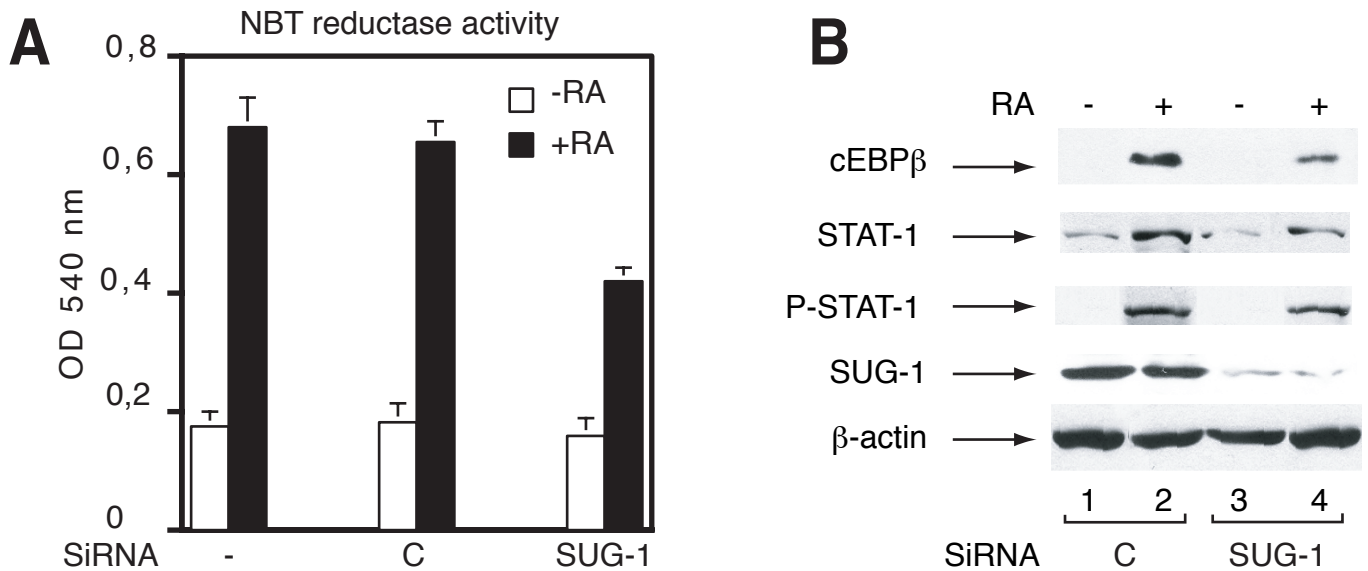 A
NBT reductase activity
0,8
0,6
0,4
0,2
0
OD 540 nm
-RA
+RA
SiRNA - C SUG-1
B
RA - + - +
cEBPβ
STAT-1
P-STAT-1
SUG-1
β-actin
1 2 3 4
SiRNA C SUG-1